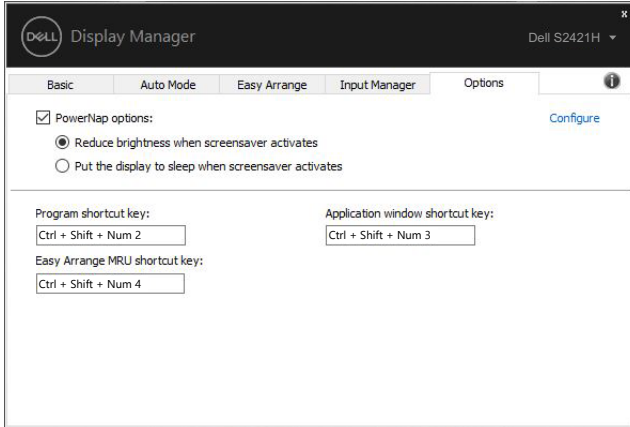 x
DELL Display Manager
Dell S2421H
Basic Auto Mode Easy Arrange Input Manager Options i
PowerNap options: Configure
Reduce brightness when screensaver activates
Put the display to sleep when screensaver activates
Program shortcut key: Application window shortcut key:
Ctrl + Shift + Num 2 Ctrl + Shift + Num 3
Easy Arrange MRU shortcut key:
Ctrl + Shift + Num 4